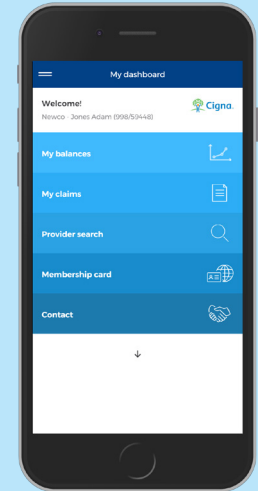 My dashboard
Welcome!
Cigna.
Newco - Jones Adam (998/59448)
My balances
My claims
Provider search
Membership card
Contact